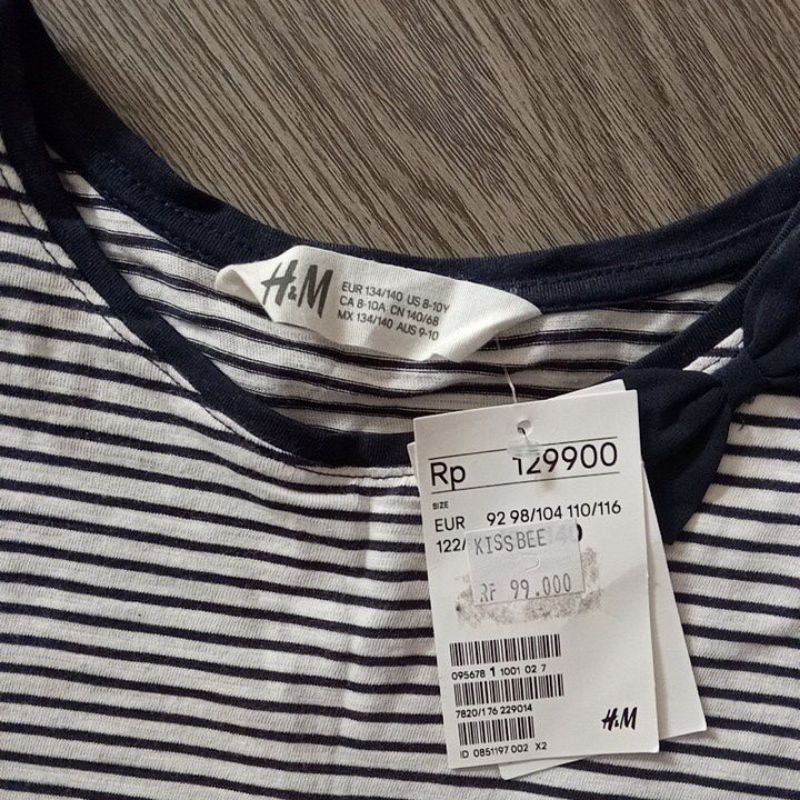 H&M
EUR 134/140 US 8-10Y
CA 8-10A CN 140/68
MX 134/140 AUS 9-10
Rp 129900
SIZE
EUR 92 98/104 110/116
122/
KISSBEE
RP 99.000
095678 1 1001 02 7
7820/176 229014
H&M
ID 0851197 002 X2